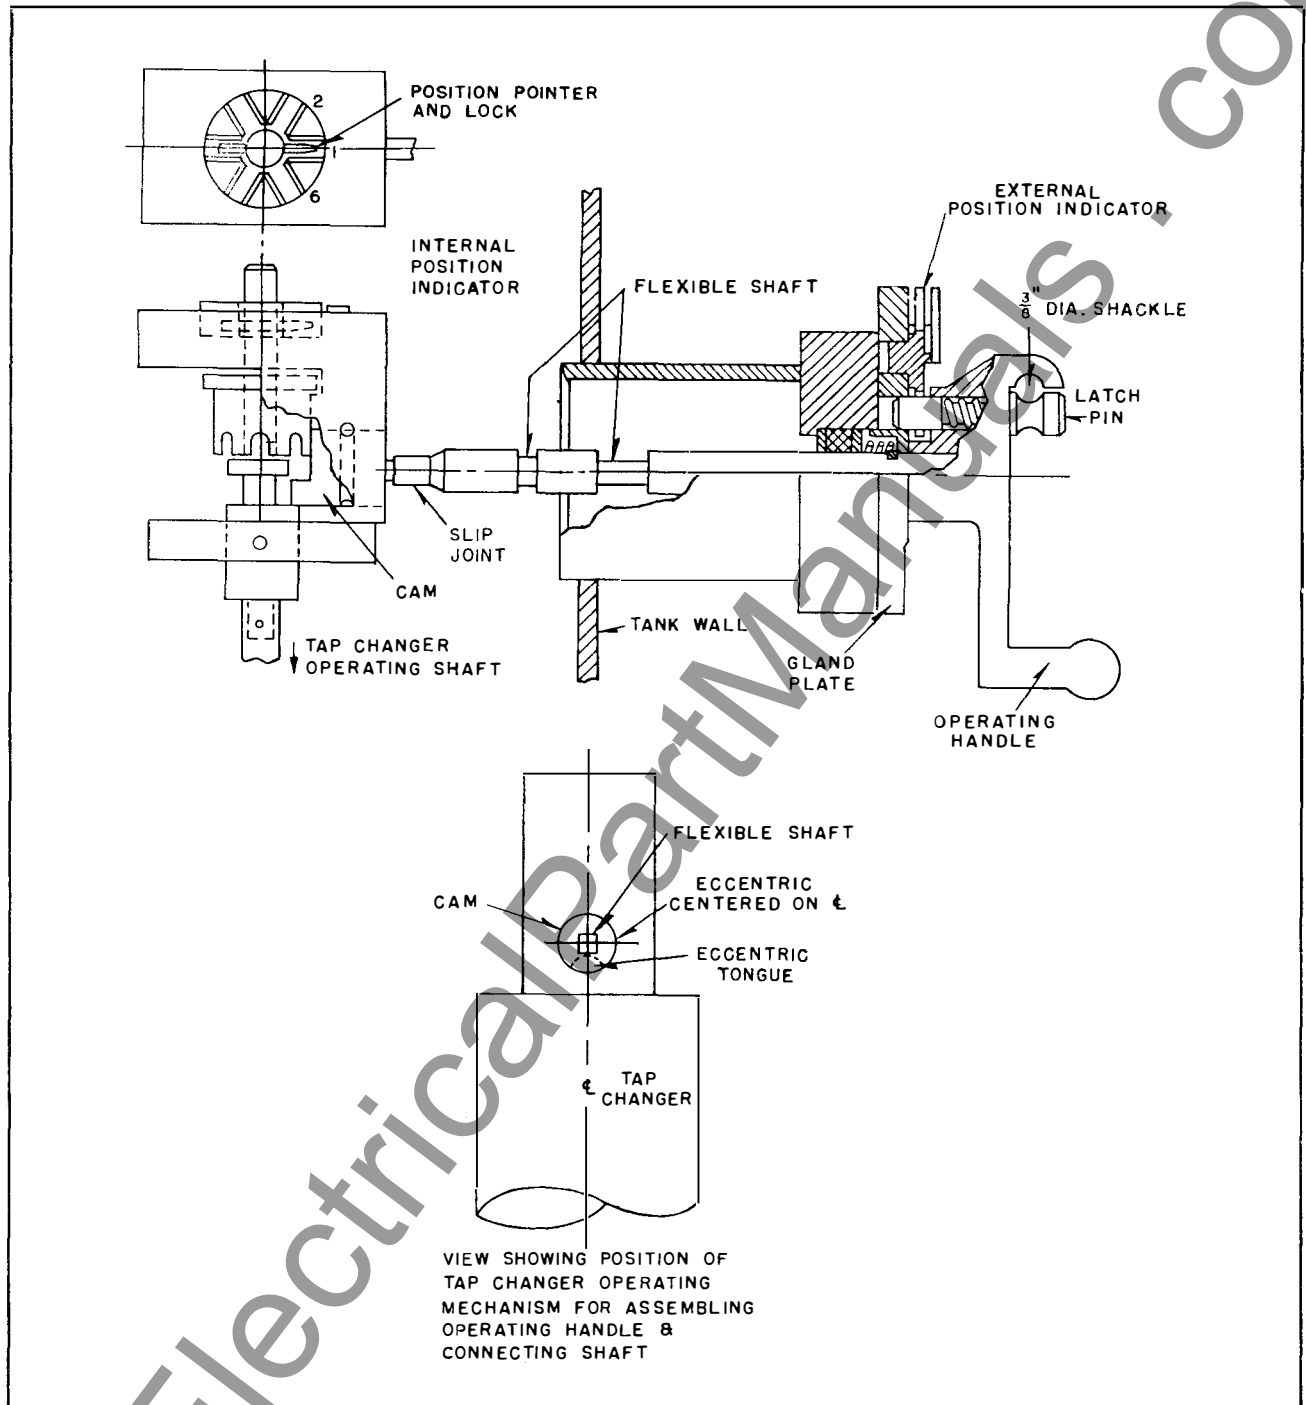 POSITION POINTER
AND LOCK
2
1
6
INTERNAL
POSITION
INDICATOR
FLEXIBLE SHAFT
EXTERNAL
POSITION INDICATOR
3/8" DIA. SHACKLE
LATCH
PIN
SLIP
JOINT
CAM
TAP CHANGER
OPERATING SHAFT
TANK WALL
GLAND
PLATE
OPERATING
HANDLE
FLEXIBLE SHAFT
CAM
ECCENTRIC
CENTERED ON ℄
ECCENTRIC
TONGUE
℄ TAP
CHANGER
VIEW SHOWING POSITION OF
TAP CHANGER OPERATING
MECHANISM FOR ASSEMBLING
OPERATING HANDLE &
CONNECTING SHAFT
ElectricalPartManuals . co